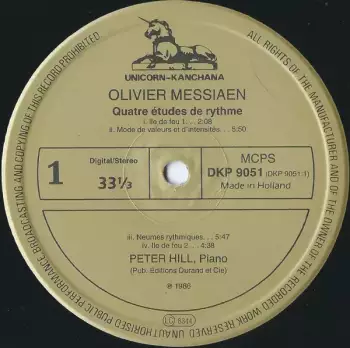 UNICORN-KANCHANA
OLIVIER MESSIAEN
Quatre études de rythme
i. Ile de feu 1 ... 2:08
ii. Mode de valeurs et d'intensités ... 5:50
1
Digital/Stereo
33⅓
MCPS
DKP 9051 (DKP 9051:1)
Made in Holland
iii. Neumes rythmiques ... 5:47
iv. Ile de feu 2 ... 4:38
PETER HILL, Piano
(Pub. Editions Durand et Cie)
℗ 1986
LC 5344
ALL RIGHTS OF THE MANUFACTURER AND OF THE OWNER OF THE RECORDED WORK RESERVED UNAUTHORISED PUBLIC PERFORMANCE BROADCASTING AND COPYING OF THIS RECORD PROHIBITED